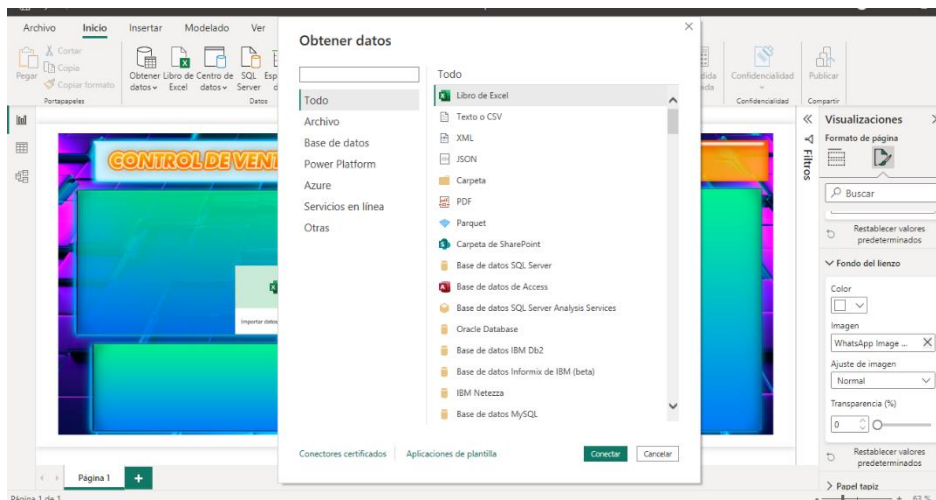 Archivo Inicio Insertar Modelado Ver
Pegar
Cortar
Copia
Copiar formato
Portapapeles
Obtener datos
Libro de Excel
Centro de datos
SQL Server
Datos
Confidencialidad
Confidencialidad
Publicar
Compartir
CONTROL DE VENT
Importar datos
Obtener datos
Todo
Archivo
Base de datos
Power Platform
Azure
Servicios en línea
Otras
Todo
Libro de Excel
Texto o CSV
XML
JSON
Carpeta
PDF
Parquet
Carpeta de SharePoint
Base de datos SQL Server
Base de datos de Access
Base de datos SQL Server Analysis Services
Oracle Database
Base de datos IBM Db2
Base de datos Informix de IBM (beta)
IBM Netezza
Base de datos MySQL
Conectores certificados Aplicaciones de plantilla Conectar Cancelar
Filtros
Visualizaciones
Formato de página
Buscar
Restablecer valores
predeterminados
Fondo del lienzo
Color
Imagen
WhatsApp Image ...
Ajuste de imagen
Normal
Transparencia (%)
0
Restablecer valores
predeterminados
Papel tapiz
Página 1
Página 1 de 1
63 %